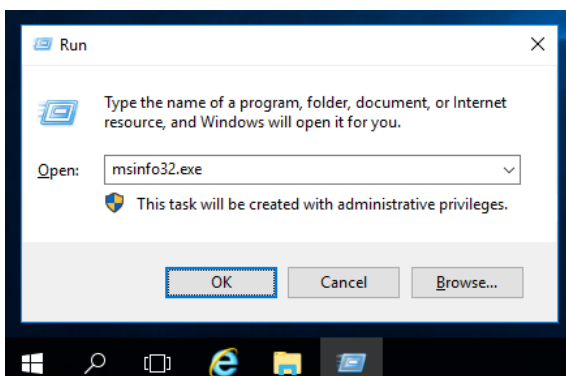 Run
Type the name of a program, folder, document, or Internet
resource, and Windows will open it for you.
Open:
msinfo32.exe
This task will be created with administrative privileges.
OK
Cancel
Browse...